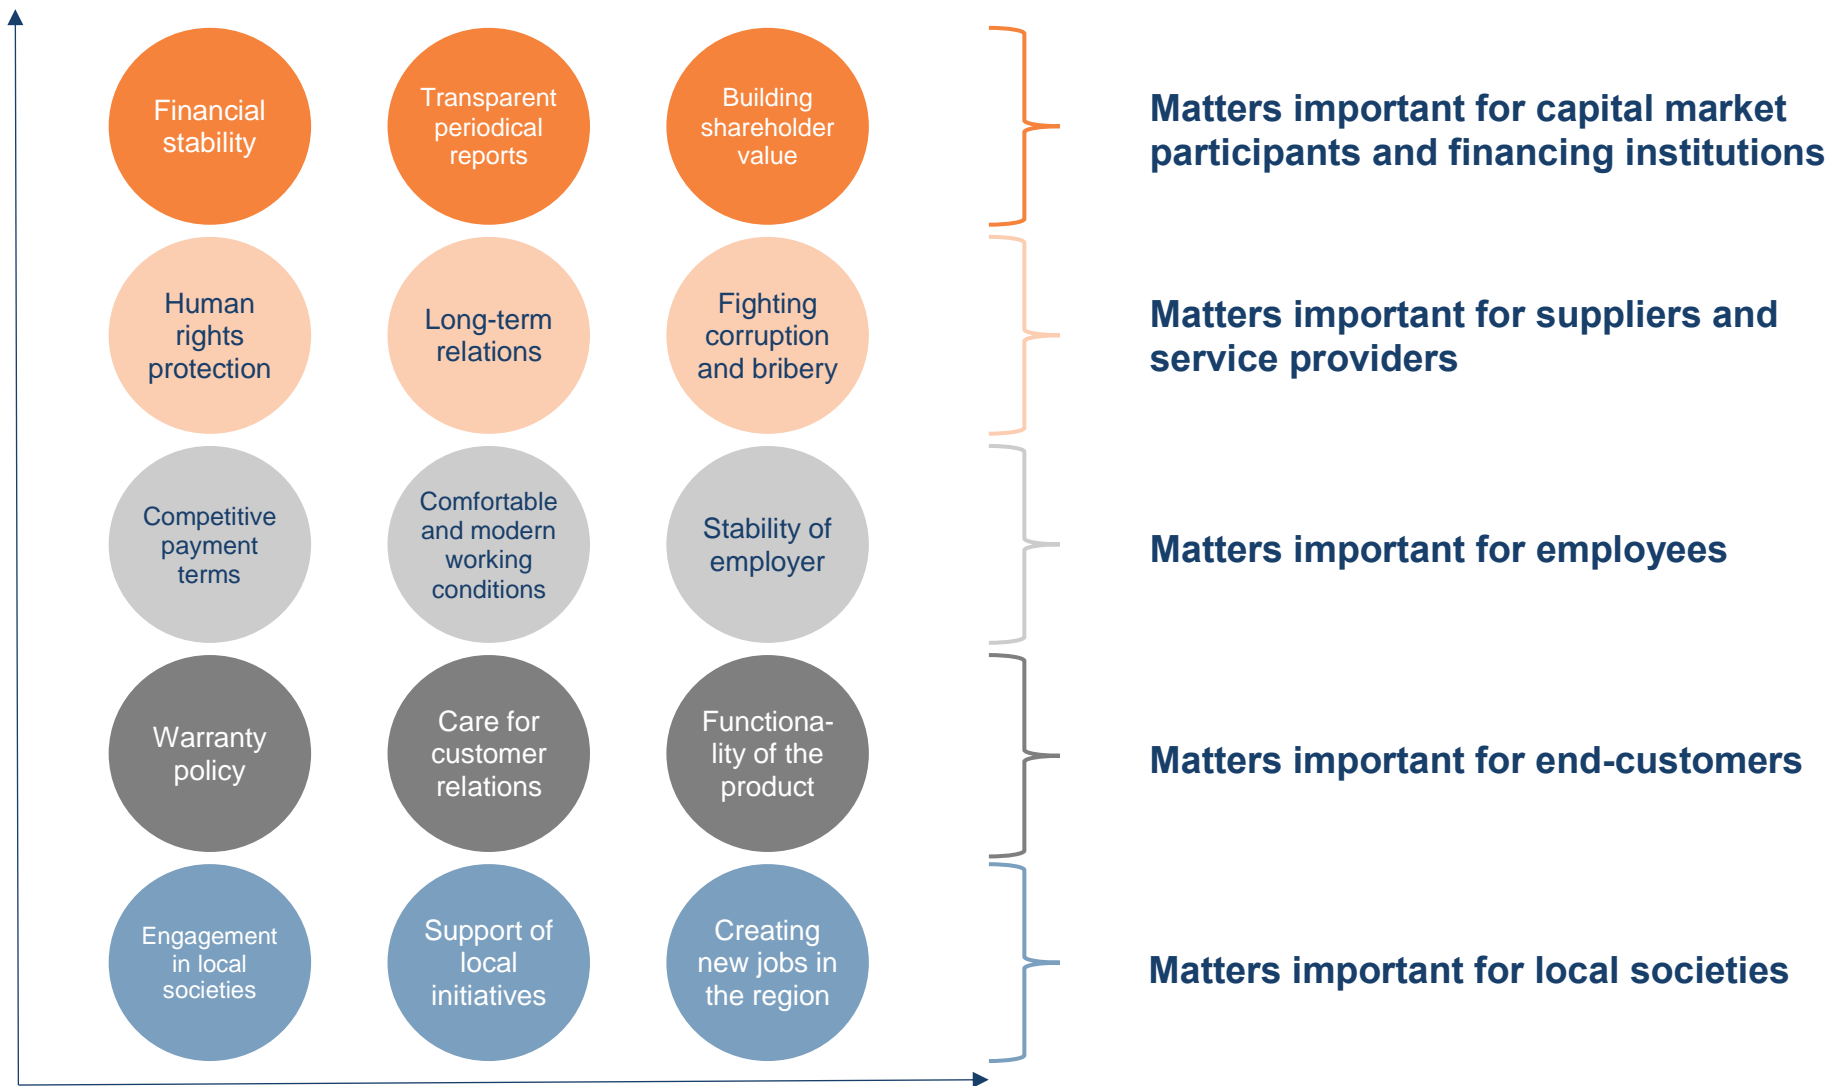 Financial
stability
Transparent
periodical
reports
Building
shareholder
value
Matters important for capital market
participants and financing institutions
Human
rights
protection
Long-term
relations
Fighting
corruption
and bribery
Matters important for suppliers and
service providers
Competitive
payment
terms
Comfortable
and modern
working
conditions
Stability of
employer
Matters important for employees
Warranty
policy
Care for
customer
relations
Functiona-
lity of the
product
Matters important for end-customers
Engagement
in local
societies
Support of
local
initiatives
Creating
new jobs in
the region
Matters important for local societies